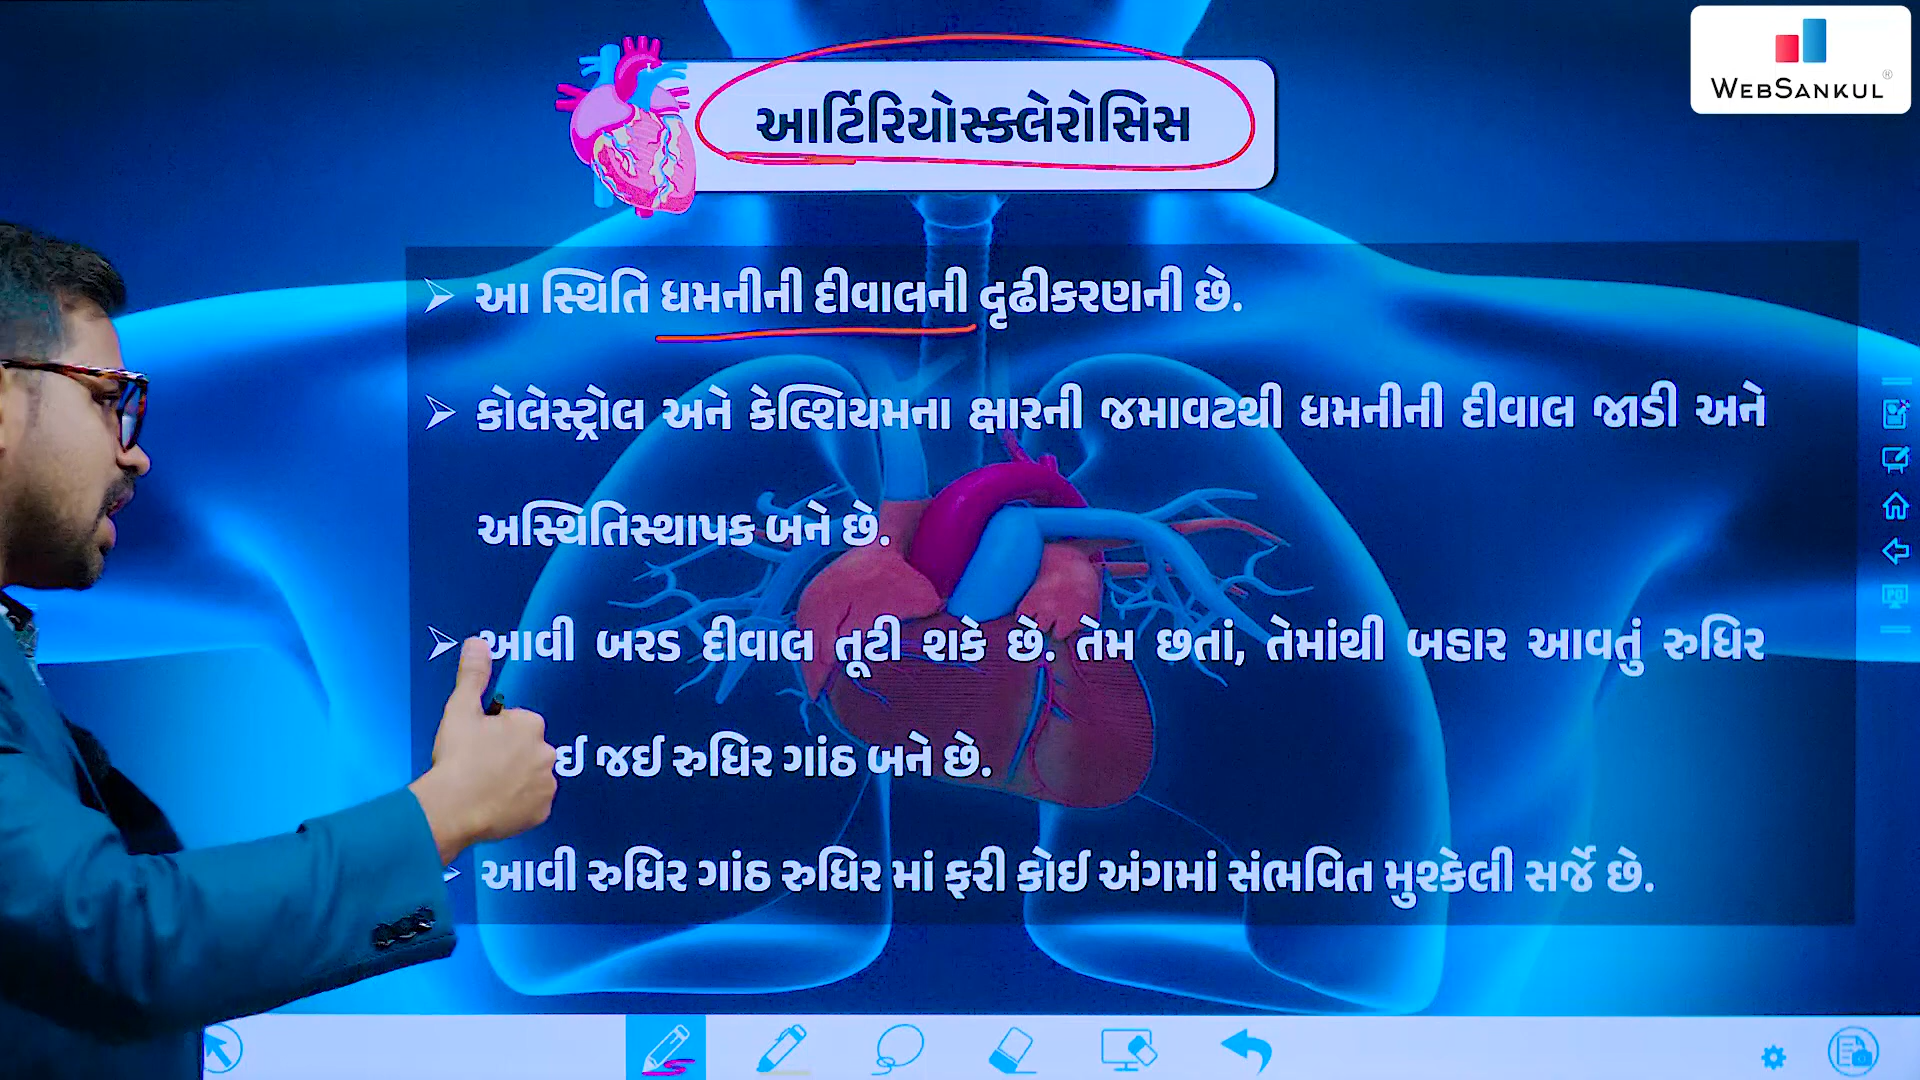 WEBSANKUL
આર્ટિરિયોસ્ક્લેરોસિસ
આ સ્થિતિ ધમનીની દીવાલની દૃઢીકરણની છે.
કોલેસ્ટ્રોલ અને કેલ્શિયમના ક્ષારની જમાવટથી ધમનીની દીવાલ જાડી અને
અસ્થિતિસ્થાપક બને છે.
આવી બરડ દીવાલ તૂટી શકે છે. તેમ છતાં, તેમાંથી બહાર આવતું રુધિર
જઈ રુધિર ગાંઠ બને છે.
આવી રુધિર ગાંઠ રુધિર માં ફરી કોઈ અંગમાં સંભવિત મુશ્કેલી સર્જે છે.